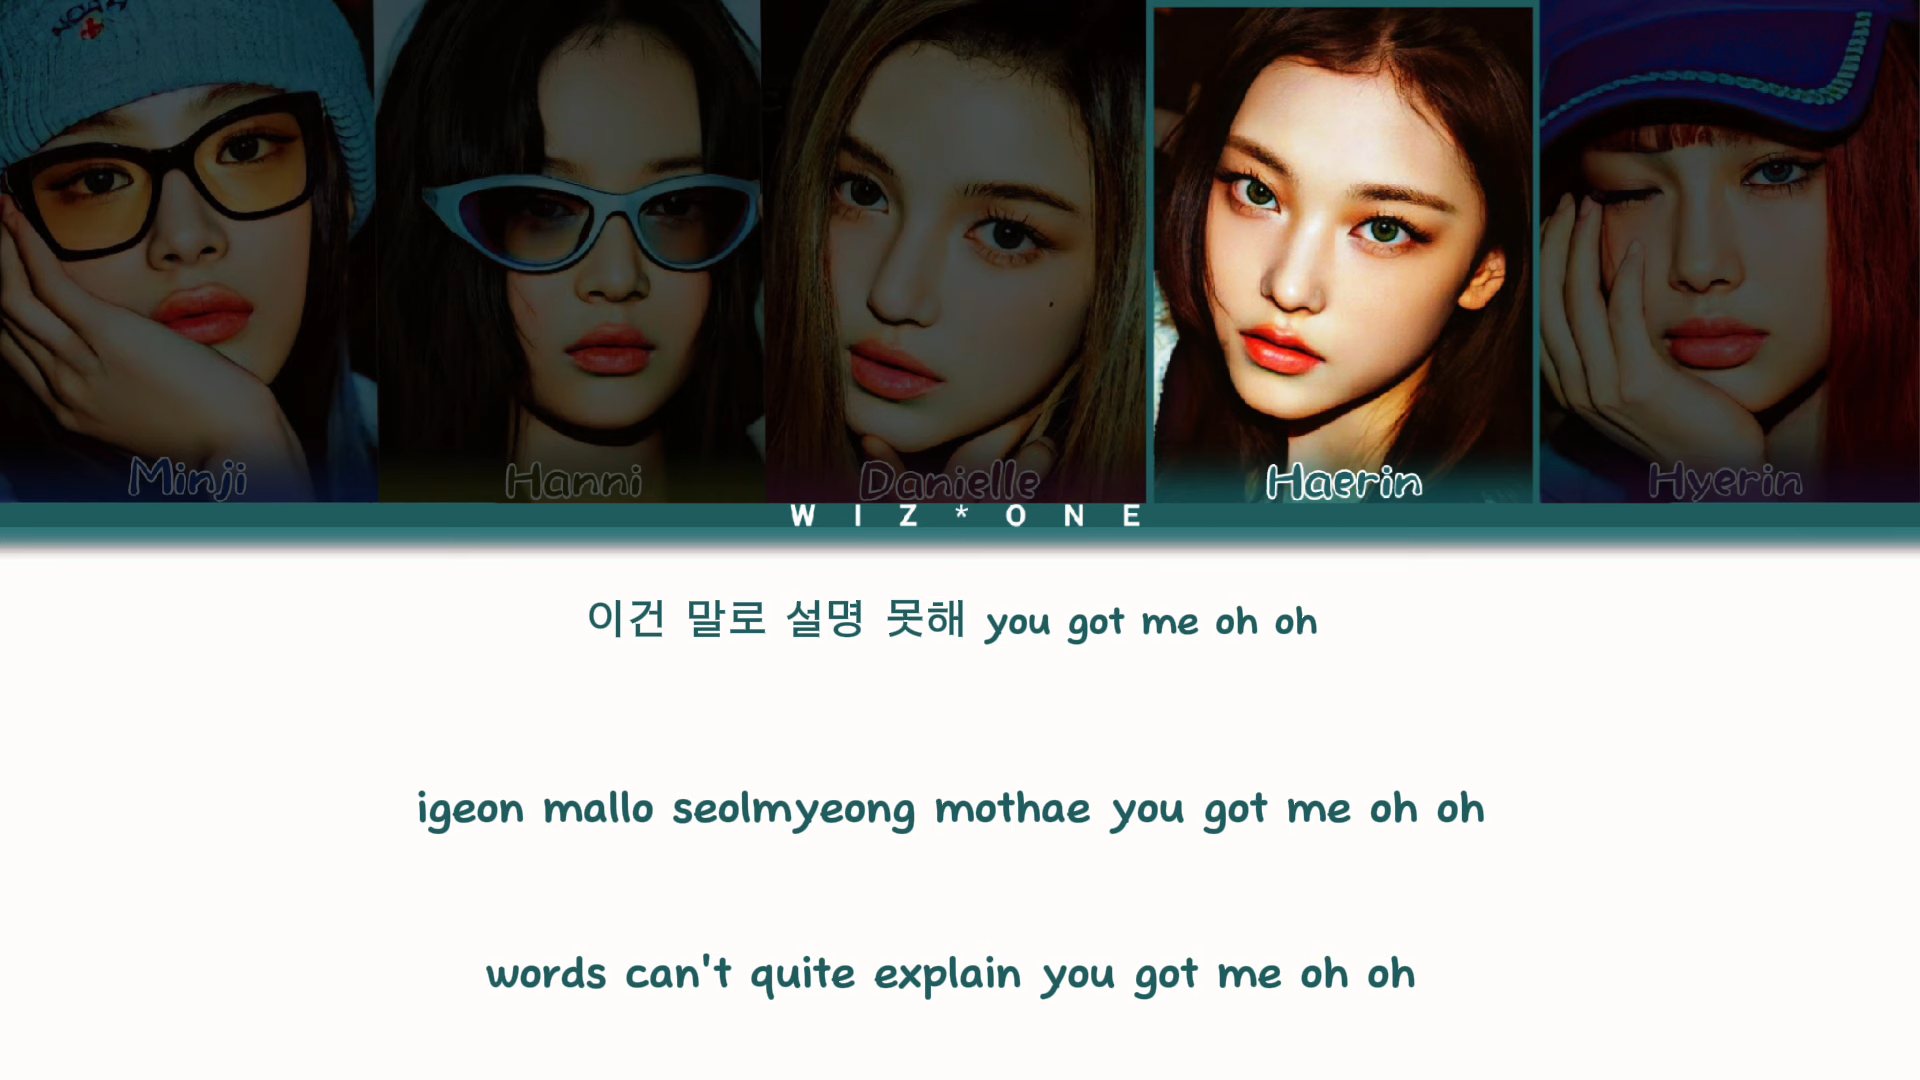 Minji
Hanni
Danielle
Haerin
Hyerin
W I Z * O N E
이건 말로 설명 못해 you got me oh oh
igeon mallo seolmyeong mothae you got me oh oh
words can't quite explain you got me oh oh